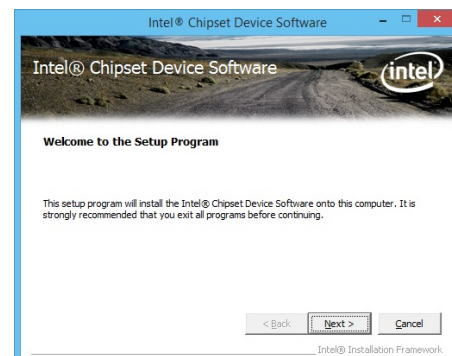 Intel® Chipset Device Software
Intel® Chipset Device Software
intel
Welcome to the Setup Program
This setup program will install the Intel® Chipset Device Software onto this computer. It is
strongly recommended that you exit all programs before continuing.
< Back Next > Cancel
Intel® Installation Framework